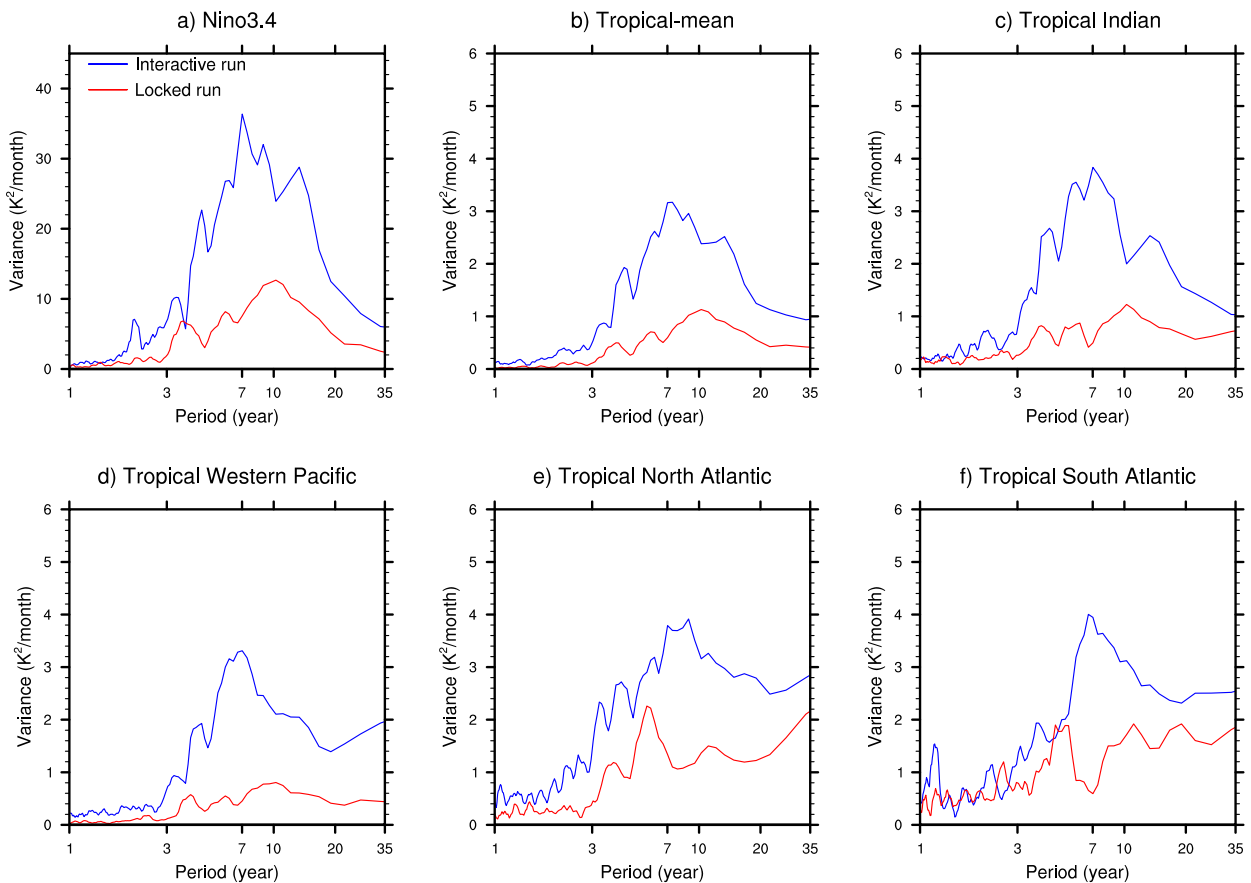 a) Nino3.4
Interactive run
Locked run
Variance (K²/month)
0 10 20 30 40
1 3 7 10 20 35
Period (year)
b) Tropical-mean
Variance (K²/month)
0 1 2 3 4 5 6
1 3 7 10 20 35
Period (year)
c) Tropical Indian
Variance (K²/month)
0 1 2 3 4 5 6
1 3 7 10 20 35
Period (year)
d) Tropical Western Pacific
Variance (K²/month)
0 1 2 3 4 5 6
1 3 7 10 20 35
Period (year)
e) Tropical North Atlantic
Variance (K²/month)
0 1 2 3 4 5 6
1 3 7 10 20 35
Period (year)
f) Tropical South Atlantic
Variance (K²/month)
0 1 2 3 4 5 6
1 3 7 10 20 35
Period (year)